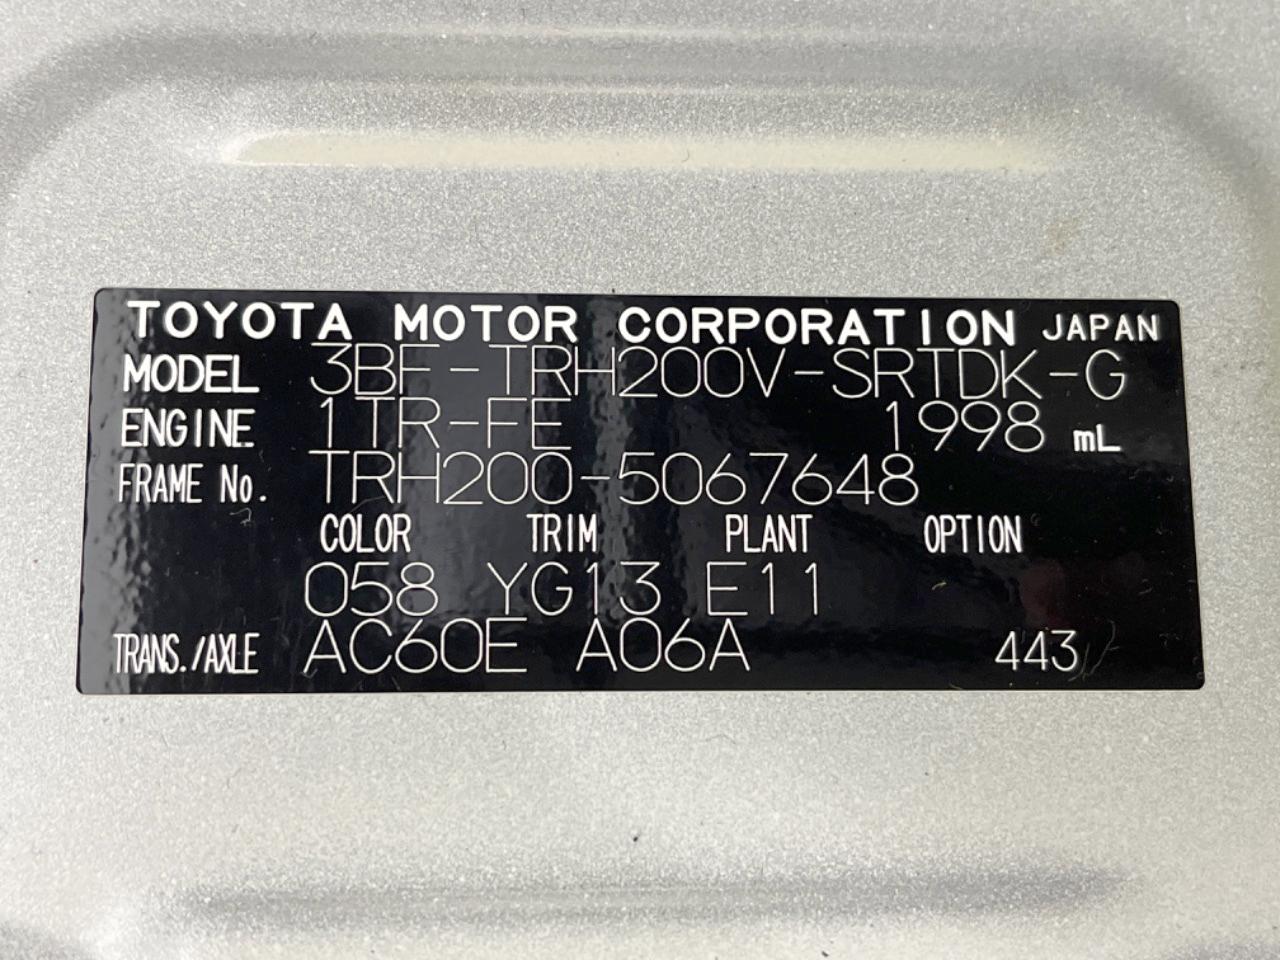 TOYOTA MOTOR CORPORATION JAPAN
MODEL 3BF-TRH200V-SRTDK-G
ENGINE 1TR-FE 1998 mL
FRAME No. TRH200-5067648
COLOR TRIM PLANT OPTION
058 YG13 E11
TRANS./AXLE AC60E A06A 443